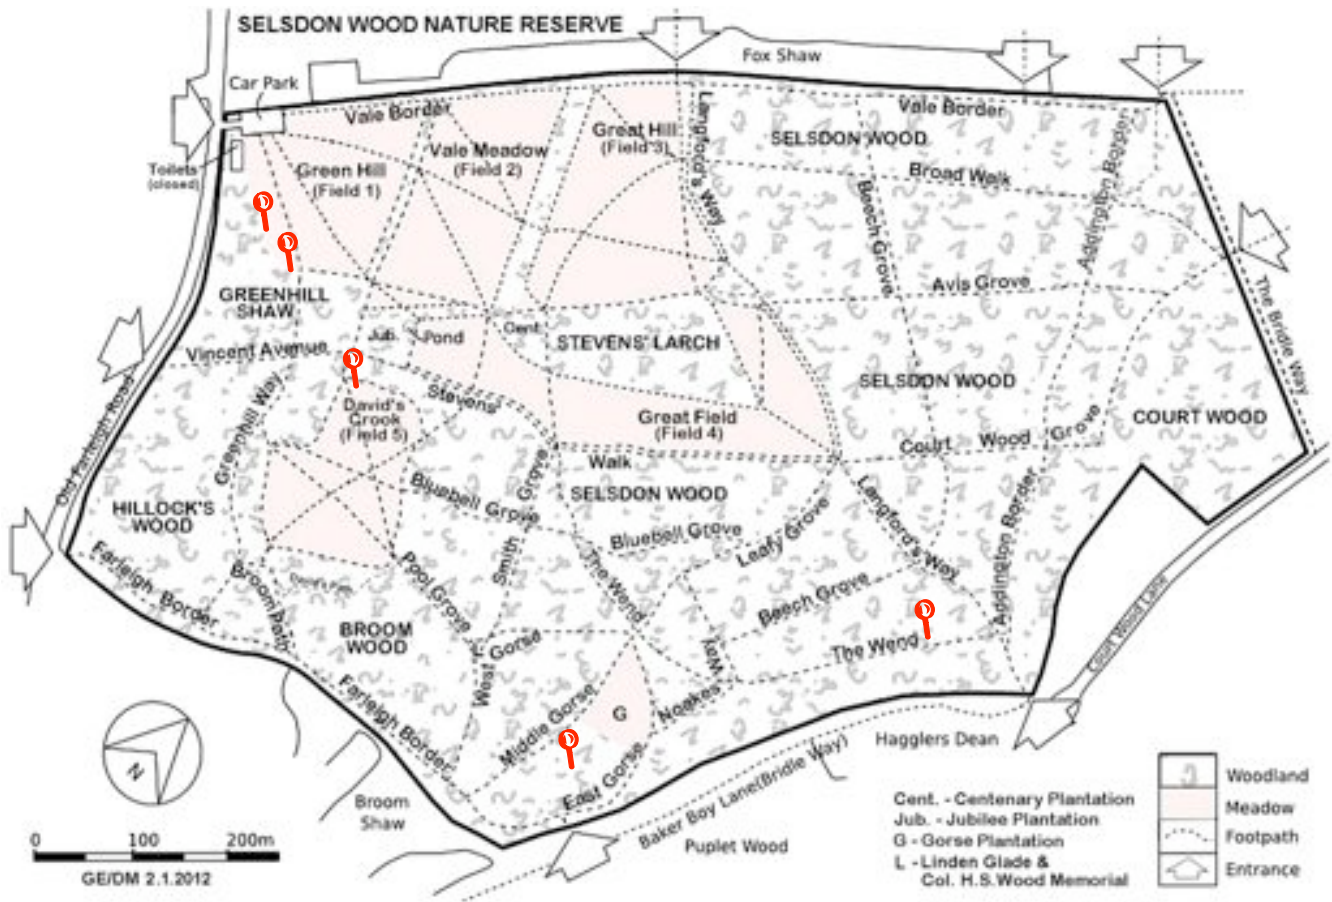 SELSDON WOOD NATURE RESERVE
Fox Shaw
Car Park
Vale Border
Vale Border
Langford's Way
Great Hill
(Field 3)
SELSDON WOOD
Addington Border
Vale Meadow
(Field 2)
Toilets
(closed)
Green Hill
(Field 1)
Broad Walk
Beech Grove
Avis Grove
The Bridle Way
GREENHILL
SHAW
Jub.
Pond
Cent.
STEVENS' LARCH
Vincent Avenue
SELSDON WOOD
Old Farleigh Road
Greenhill Way
Stevens
David's
Crook
(Field 5)
Great Field
(Field 4)
COURT WOOD
Court Wood Grove
Walk
Bluebell Grove
Smith Grove
SELSDON WOOD
HILLOCK'S
WOOD
Bluebell Grove
Leafy Grove
Langford's Way
Addington Border
Farleigh Border
Broom Path
Pool Grove
The Wend
Beech Grove
BROOM
WOOD
L
West Gorse
Noakes Way
The Wend
Court Wood Lane
Farleigh Border
Middle Gorse
G
East Gorse
Hagglers Dean
N
Broom
Shaw
Baker Boy Lane(Bridle Way)
Puplet Wood
0 100 200m
GE/DM 2.1.2012
Cent. - Centenary Plantation
Jub. - Jubilee Plantation
G - Gorse Plantation
L - Linden Glade &
Col. H.S.Wood Memorial
Woodland
Meadow
Footpath
Entrance